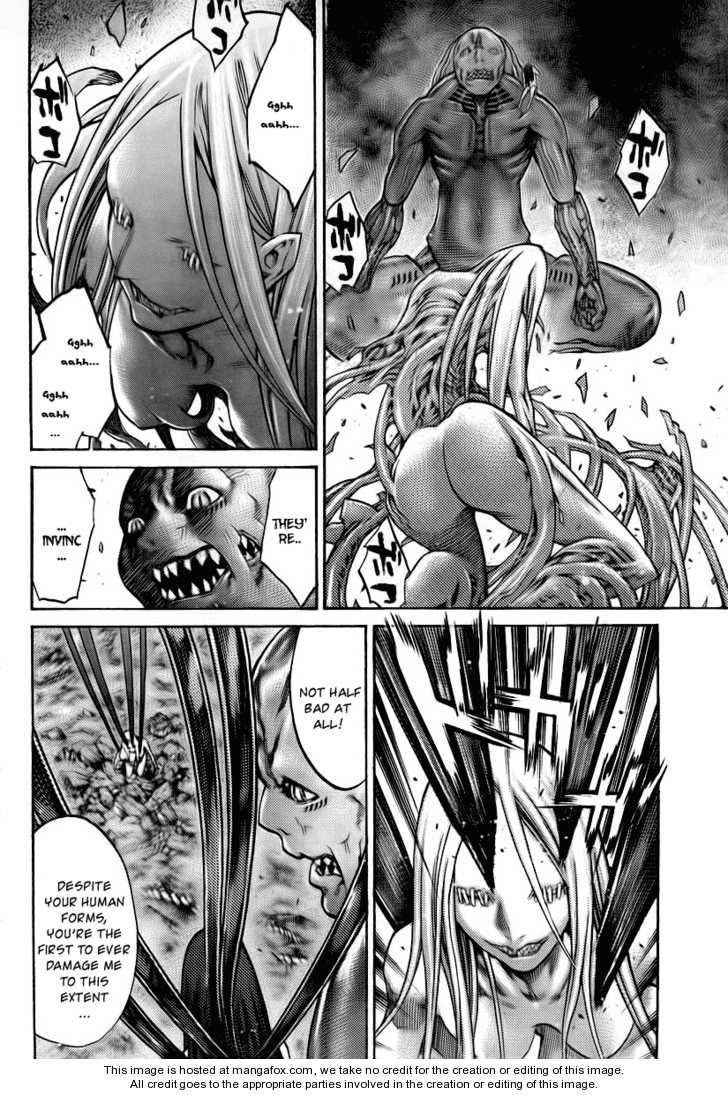 ボコ
ボコ
ボコ
ボコ
Gghh
aahh...
ボコ
Gghh
aahh...
Gghh
aahh
...
THEY'
RE..
...
INVINC
...
NOT HALF
BAD AT
ALL!
DESPITE
YOUR HUMAN
FORMS,
YOU'RE THE
FIRST TO EVER
DAMAGE ME
TO THIS
EXTENT
...
This image is hosted at mangafox.com, we take no credit for the creation or editing of this image.
All credit goes to the appropriate parties involved in the creation or editing of this image.